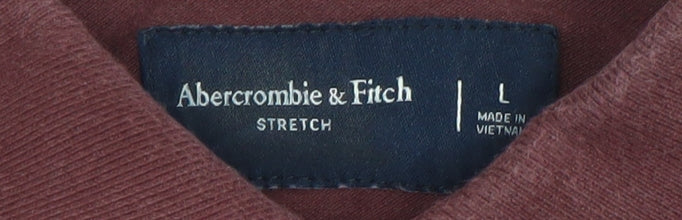 Abercrombie & Fitch
STRETCH
L
MADE IN
VIETNAM